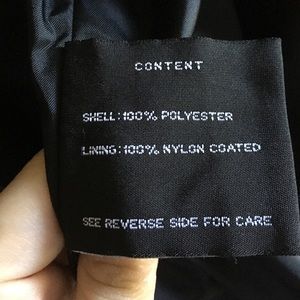 CONTENT
SHELL: 100% POLYESTER
LINING: 100% NYLON COATED
SEE REVERSE SIDE FOR CARE